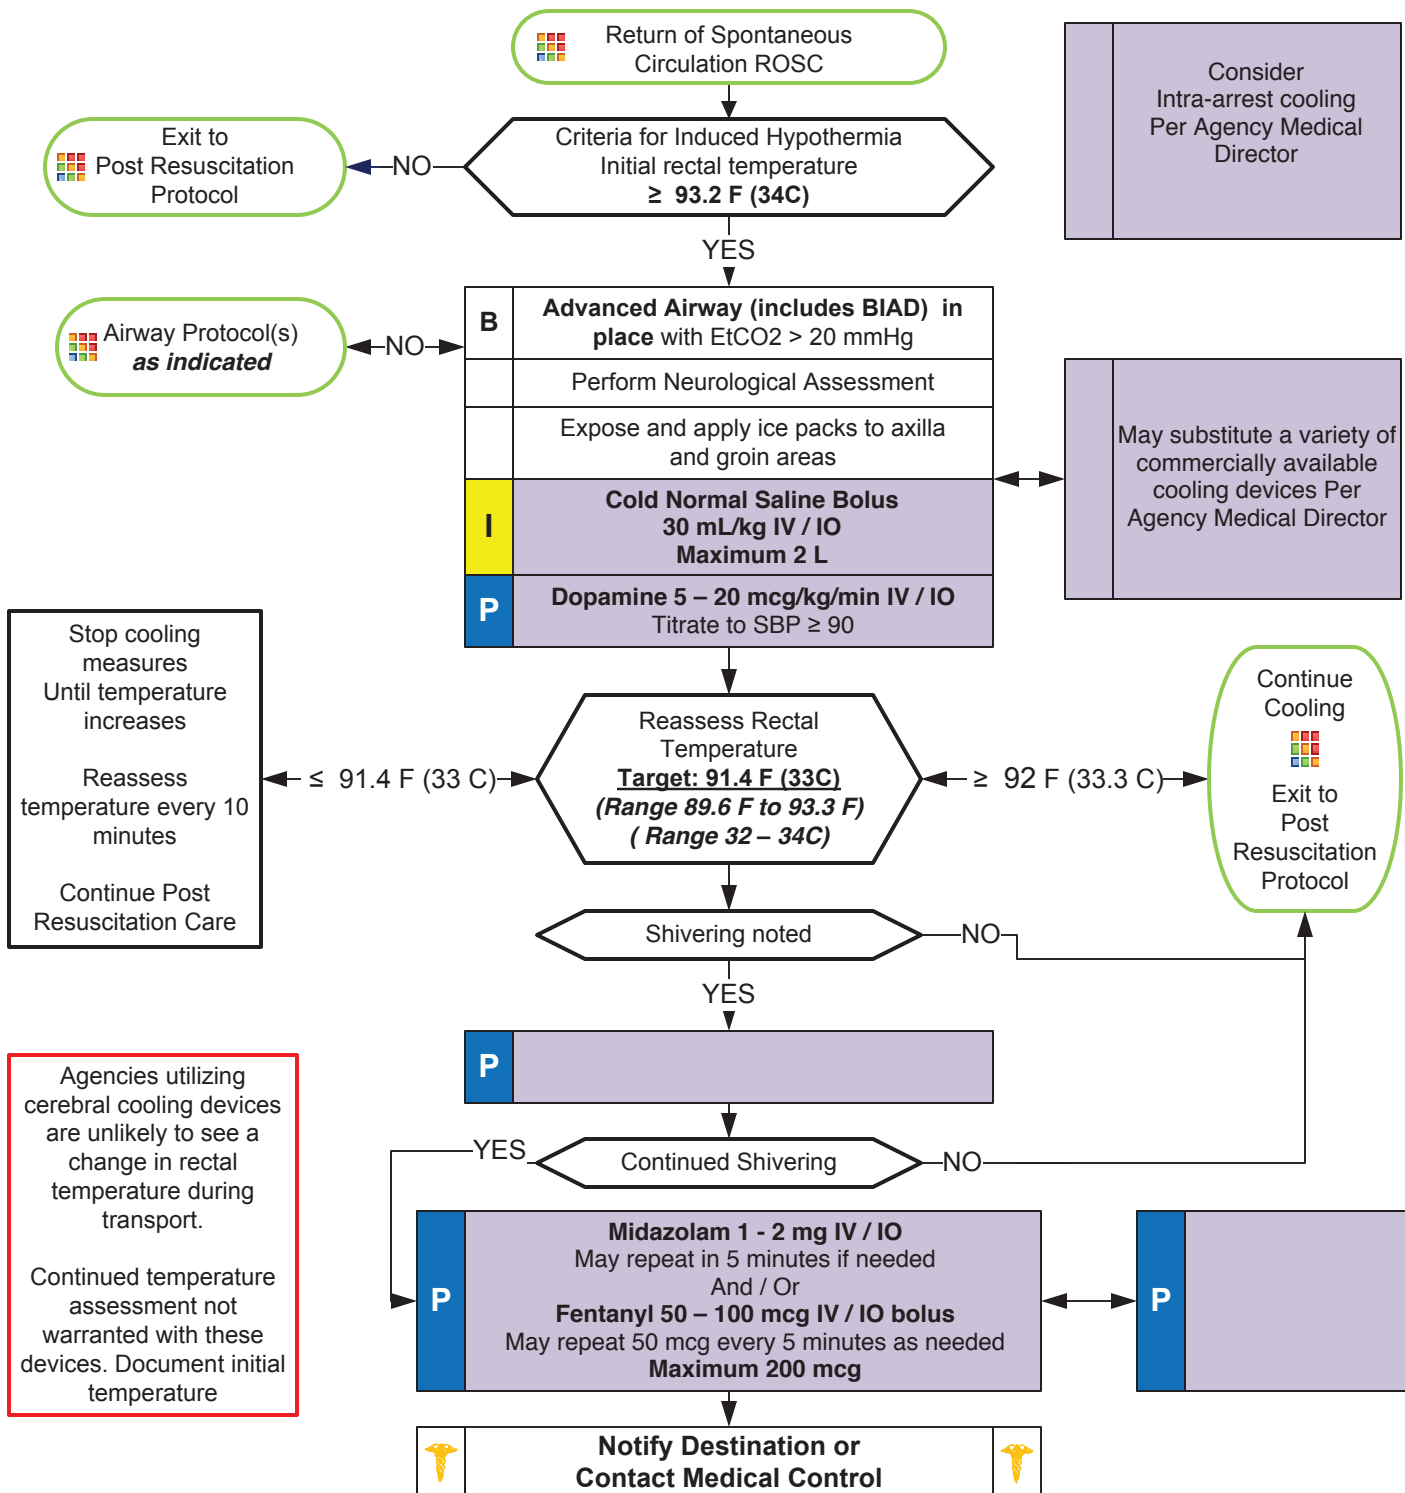 Return of Spontaneous
Circulation ROSC
Consider
Intra-arrest cooling
Per Agency Medical
Director
Exit to
Post Resuscitation
Protocol
NO
Criteria for Induced Hypothermia
Initial rectal temperature
≥ 93.2 F (34C)
YES
Airway Protocol(s)
as indicated
NO
B
Advanced Airway (includes BIAD) in
place with EtCO2 > 20 mmHg
Perform Neurological Assessment
Expose and apply ice packs to axilla
and groin areas
I
Cold Normal Saline Bolus
30 mL/kg IV / IO
Maximum 2 L
P
Dopamine 5 – 20 mcg/kg/min IV / IO
Titrate to SBP ≥ 90
May substitute a variety of
commercially available
cooling devices Per
Agency Medical Director
Stop cooling
measures
Until temperature
increases
Reassess
temperature every 10
minutes
Continue Post
Resuscitation Care
≤ 91.4 F (33 C)
Reassess Rectal
Temperature
Target: 91.4 F (33C)
(Range 89.6 F to 93.3 F)
( Range 32 – 34C)
≥ 92 F (33.3 C)
Continue
Cooling
Exit to
Post
Resuscitation
Protocol
Shivering noted
NO
YES
P
Agencies utilizing
cerebral cooling devices
are unlikely to see a
change in rectal
temperature during
transport.
Continued temperature
assessment not
warranted with these
devices. Document initial
temperature
YES
Continued Shivering
NO
P
Midazolam 1 - 2 mg IV / IO
May repeat in 5 minutes if needed
And / Or
Fentanyl 50 – 100 mcg IV / IO bolus
May repeat 50 mcg every 5 minutes as needed
Maximum 200 mcg
P
Notify Destination or
Contact Medical Control